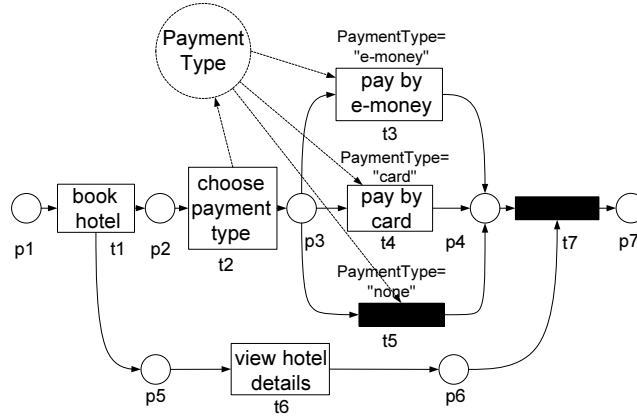 Payment
Type
PaymentType=
"e-money"
pay by
e-money
t3
PaymentType=
"card"
book
hotel
choose
payment
type
pay by
card
p1
t1
p2
t2
p3
t4
p4
t7
p7
PaymentType=
"none"
t5
view hotel
details
p5
t6
p6